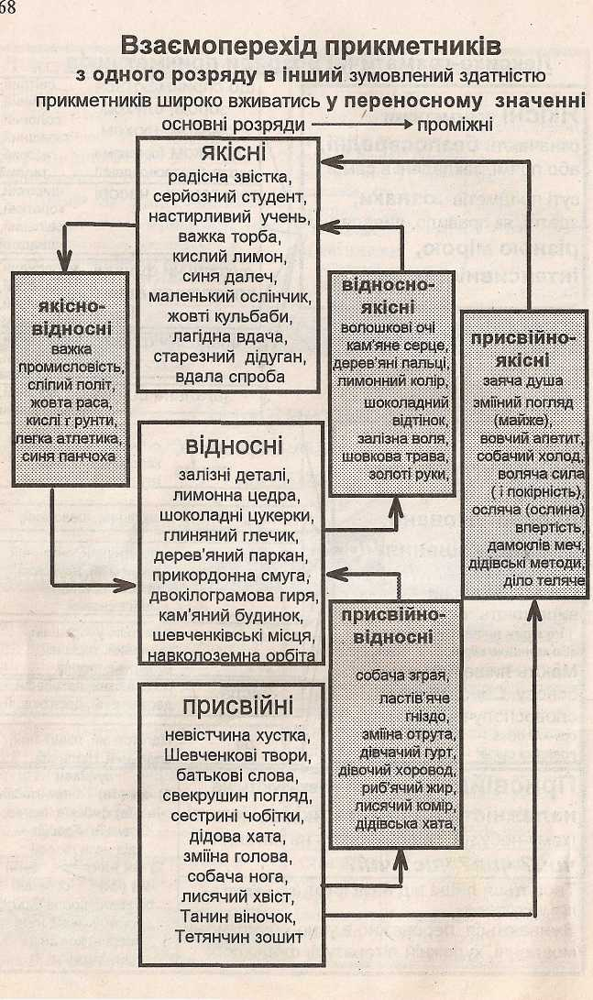 68
Взаємоперехід прикметників
з одного розряду в інший зумовлений здатністю
прикметників широко вживатись у переносному значенні
основні розряди проміжні
ЯКІСНІ
радісна звістка,
серйозний студент,
настирливий учень,
важка торба,
кислий лимон,
синя далеч,
маленький ослінчик,
жовті кульбаби,
лагідна вдача,
старезний дідуган,
вдала спроба
якісно-
відносні
важка
промисловість,
сліпий політ,
жовта раса,
кислі ґрунти,
легка атлетика,
синя панчоха
відносно-
якісні
волошкові очі
кам'яне серце,
дерев'яні пальці,
лимонний колір,
шоколадний
відтінок,
залізна воля,
шовкова трава,
золоті руки,
присвійно-
якісні
заяча душа
зміїний погляд
(майже),
вовчий апетит,
собачий холод,
воляча сила
( і покірність),
осляча (ослина)
впертість,
дамоклів меч,
дідівські методи,
діло теляче
ВІДНОСНІ
залізні деталі,
лимонна цедра,
шоколадні цукерки,
глиняний глечик,
дерев'яний паркан,
прикордонна смуга,
двокілограмова гиря,
кам'яний будинок,
шевченківські місця,
навколоземна орбіта
присвійно-
відносні
собача зграя,
ластів'яче
гніздо,
зміїна отрута,
дівчачий гурт,
дівочий хоровод,
риб'ячий жир,
лисячий комір,
дідівська хата,
ПРИСВІЙНІ
невістчина хустка,
Шевченкові твори,
батькові слова,
свекрушин погляд,
сестрині чобітки,
дідова хата,
зміїна голова,
собача нога,
лисячий хвіст,
Танин віночок,
Тетянчин зошит